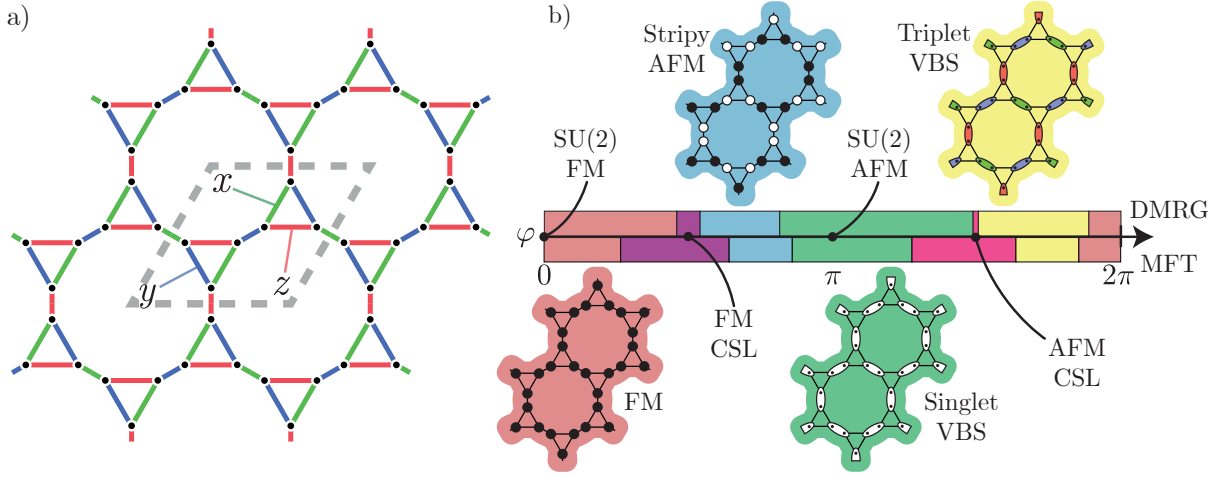 a)
x
y
z
b)
Stripy
AFM
Triplet
VBS
SU(2)
FM
SU(2)
AFM
DMRG
φ
MFT
0
π
2π
FM
CSL
AFM
CSL
FM
Singlet
VBS